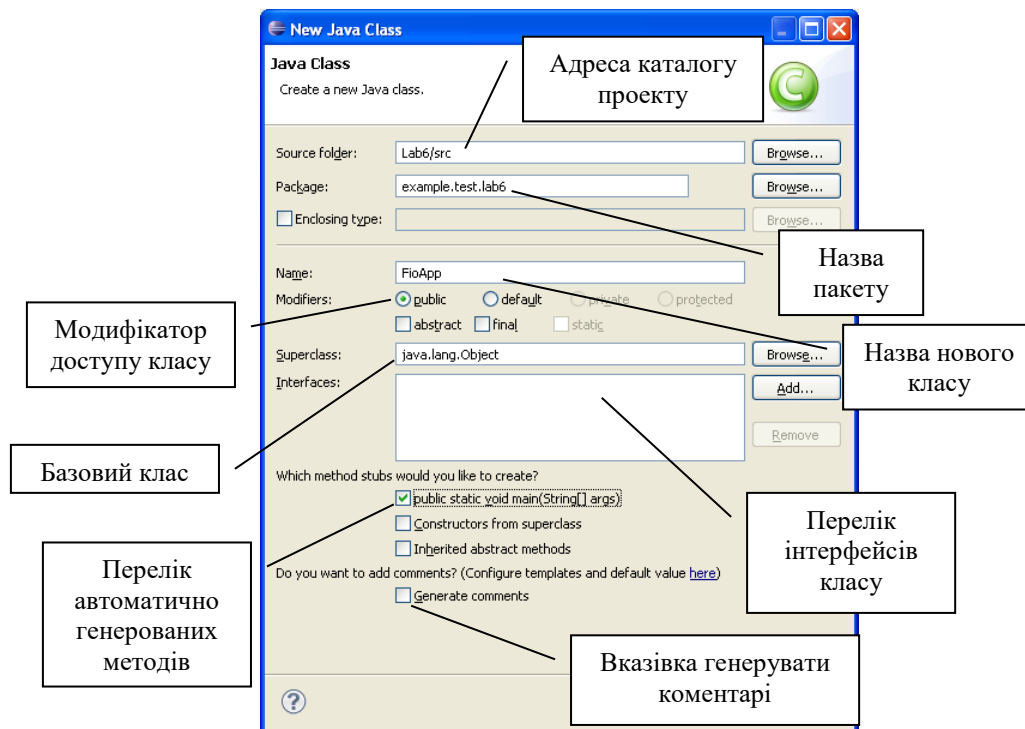 New Java Class
Java Class
Create a new Java class.
Адреса каталогу
проекту
Source folder: Lab6/src Browse...
Package: example.test.lab6 Browse...
Enclosing type: Browse...
Назва
пакету
Name: FioApp
Modifiers: public default private protected
abstract final static
Модифікатор
доступу класу
Superclass: java.lang.Object Browse...
Назва нового
класу
Interfaces: Add...
Remove
Базовий клас
Which method stubs would you like to create?
public static void main(String[] args)
Constructors from superclass
Inherited abstract methods
Перелік
інтерфейсів
класу
Перелік
автоматично
генерованих
методів
Do you want to add comments? (Configure templates and default value here)
Generate comments
Вказівка генерувати
коментарі